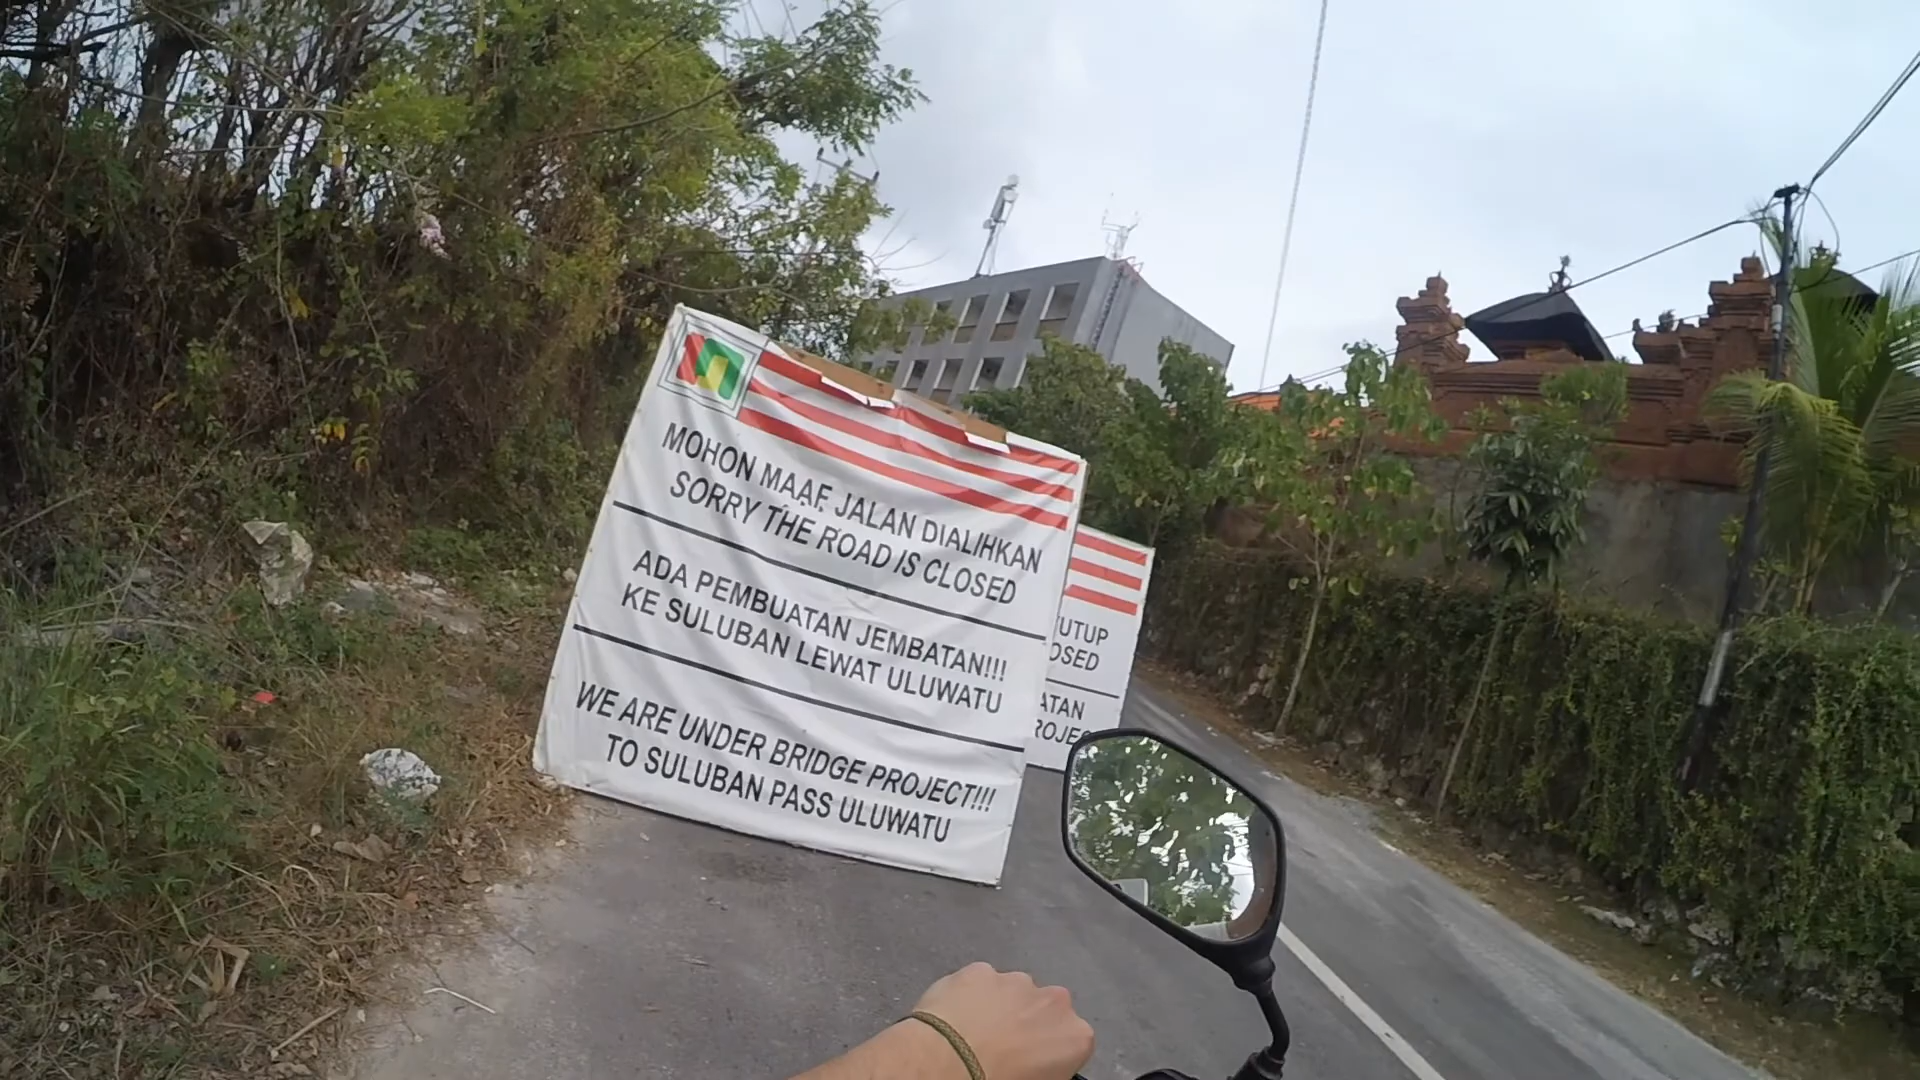 MOHON MAAF, JALAN DIALIHKAN
SORRY THE ROAD IS CLOSED
ADA PEMBUATAN JEMBATAN!!!
KE SULUBAN LEWAT ULUWATU
WE ARE UNDER BRIDGE PROJECT!!!
TO SULUBAN PASS ULUWATU